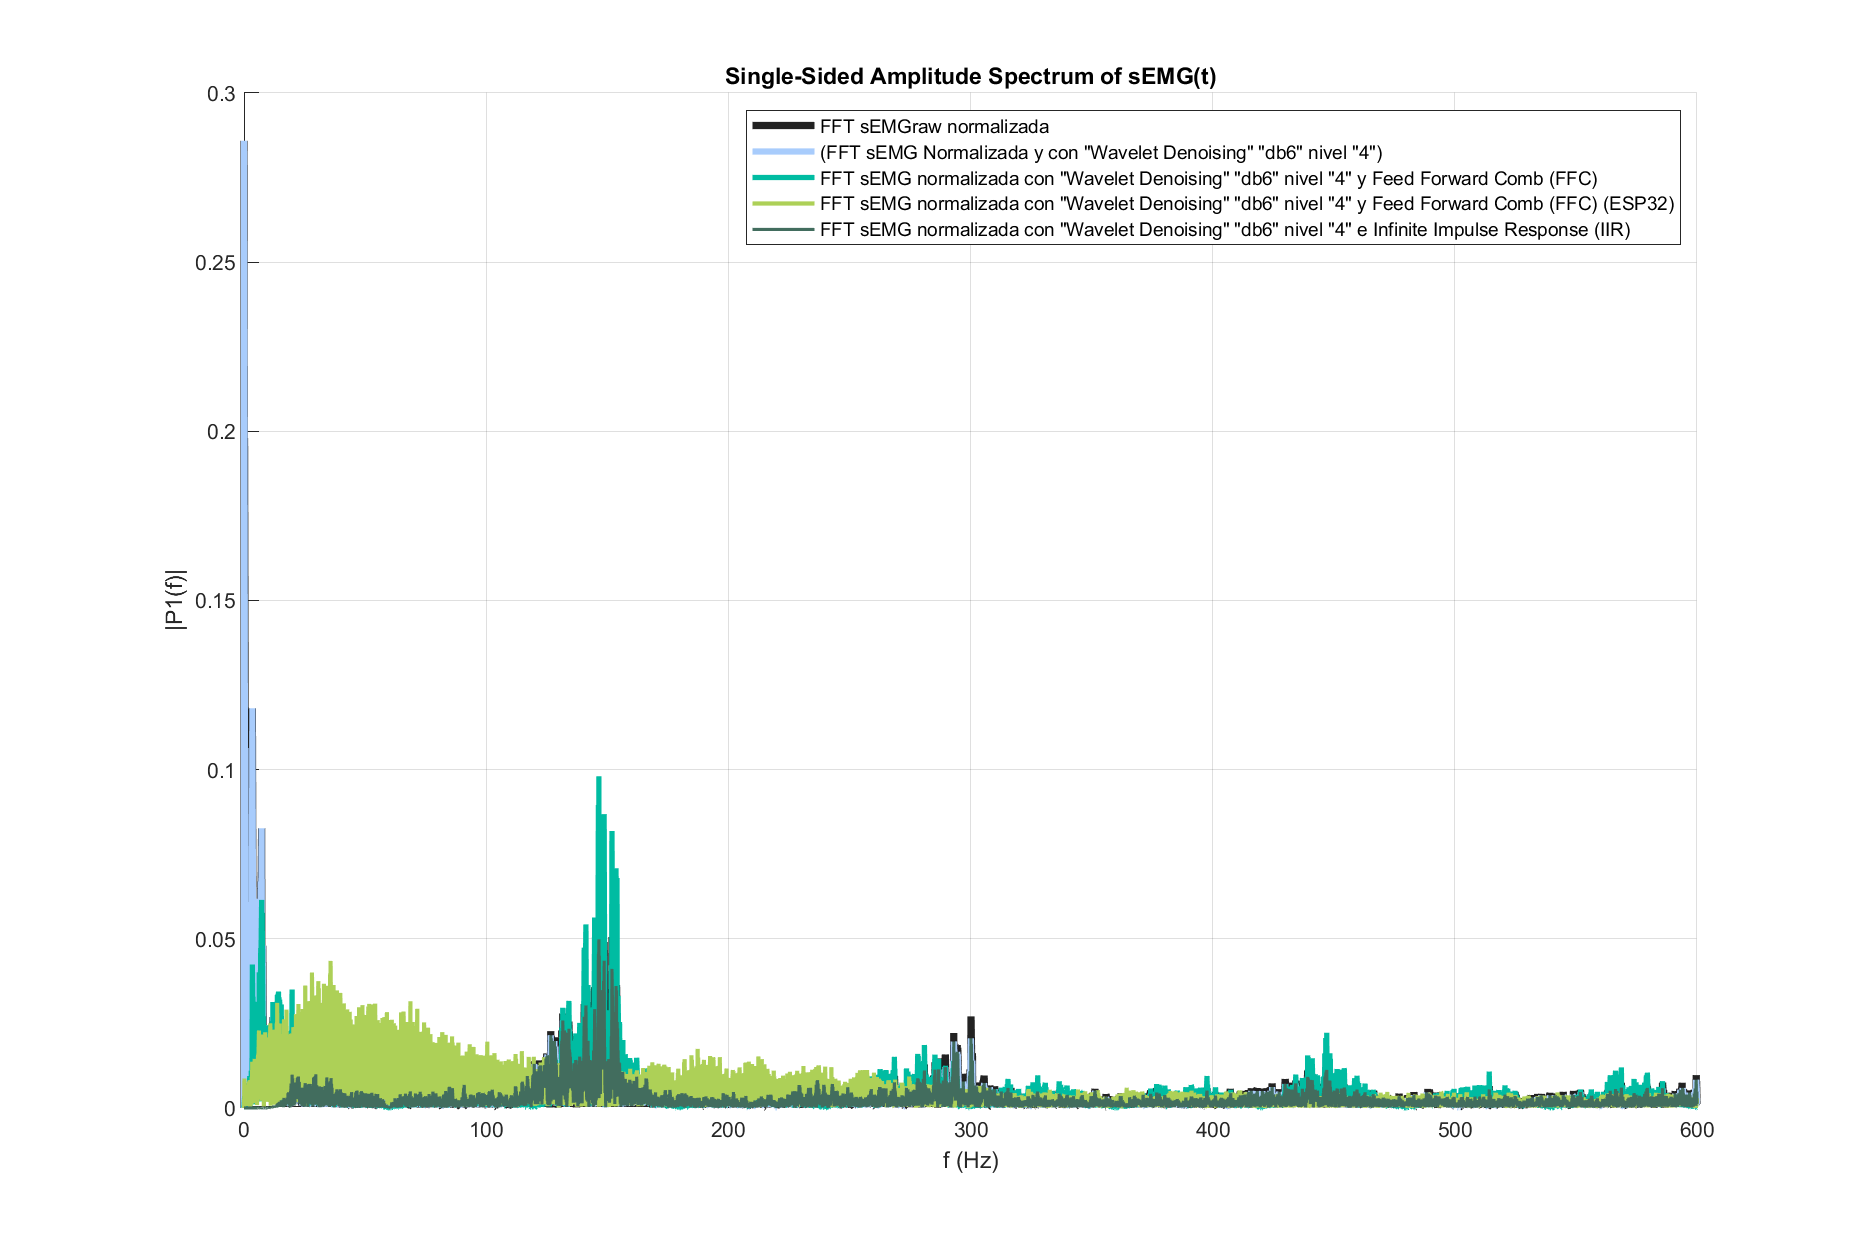 Single-Sided Amplitude Spectrum of sEMG(t)
FFT sEMGraw normalizada
(FFT sEMG Normalizada y con "Wavelet Denoising" "db6" nivel "4")
FFT sEMG normalizada con "Wavelet Denoising" "db6" nivel "4" y Feed Forward Comb (FFC)
FFT sEMG normalizada con "Wavelet Denoising" "db6" nivel "4" y Feed Forward Comb (FFC) (ESP32)
FFT sEMG normalizada con "Wavelet Denoising" "db6" nivel "4" e Infinite Impulse Response (IIR)
|P1(f)|
0.3
0.25
0.2
0.15
0.1
0.05
0
0 100 200 300 400 500 600
f (Hz)